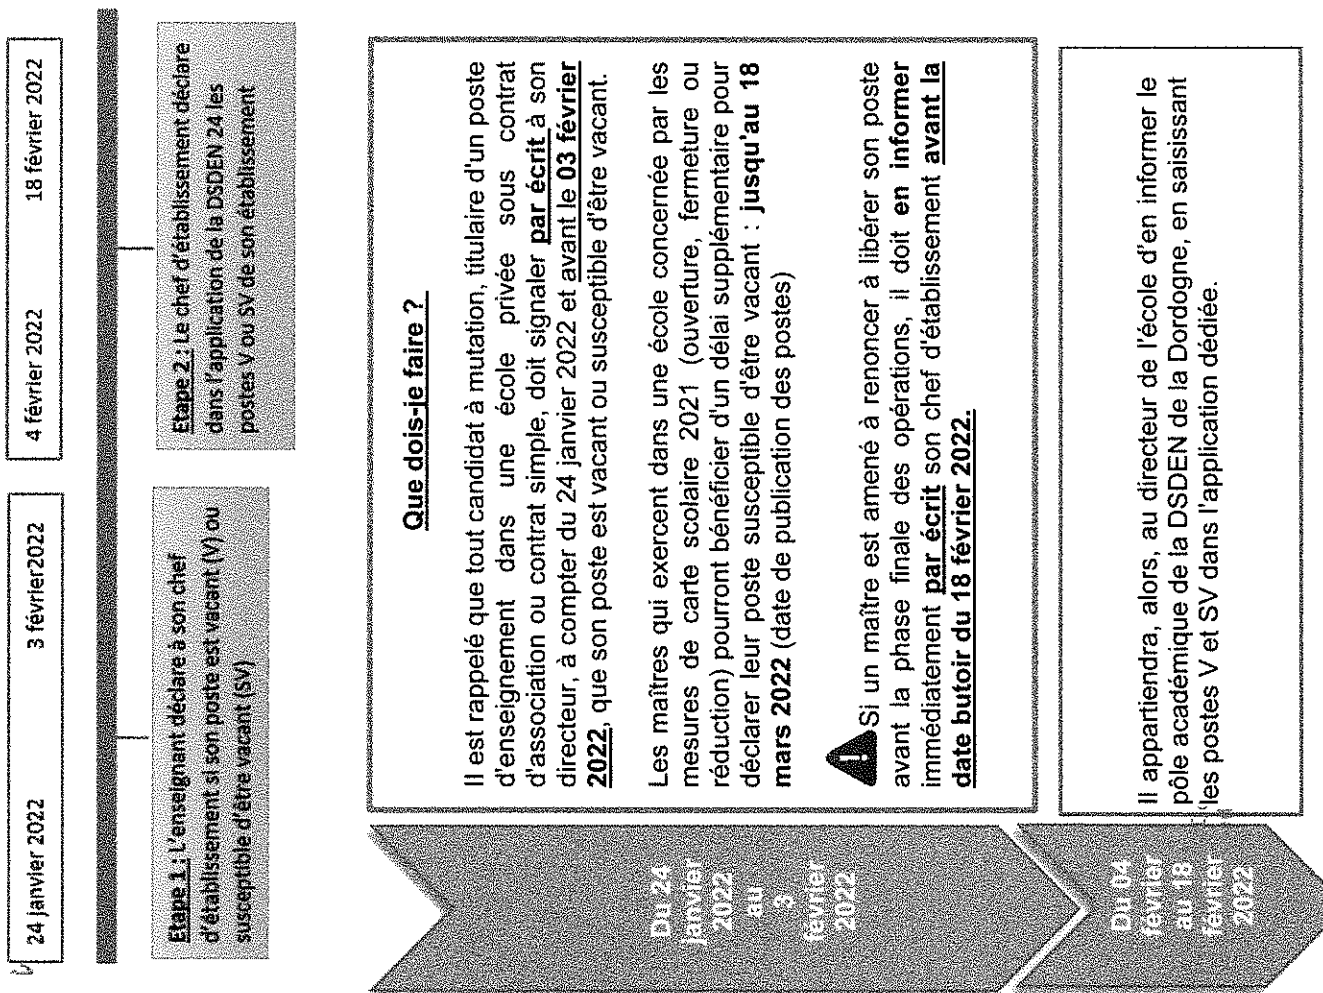 24 janvier 2022 3 février2022
4 février 2022 18 février 2022
Etape 1 : L'enseignant déclare à son chef
d'établissement si son poste est vacant (V) ou
susceptible d'être vacant (SV)
Etape 2 : Le chef d'établissement déclare
dans l'application de la DSDEN 24 les
postes V ou SV de son établissement
Du 24
janvier
2022
au
3
février
2022
Que dois-je faire ?
Il est rappelé que tout candidat à mutation, titulaire d'un poste
d'enseignement dans une école privée sous contrat
d'association ou contrat simple, doit signaler par écrit à son
directeur, à compter du 24 janvier 2022 et avant le 03 février
2022, que son poste est vacant ou susceptible d'être vacant.
Les maîtres qui exercent dans une école concernée par les
mesures de carte scolaire 2021 (ouverture, fermeture ou
réduction) pourront bénéficier d'un délai supplémentaire pour
déclarer leur poste susceptible d'être vacant : jusqu'au 18
mars 2022 (date de publication des postes)
Si un maître est amené à renoncer à libérer son poste
avant la phase finale des opérations, il doit en informer
immédiatement par écrit son chef d'établissement avant la
date butoir du 18 février 2022.
Du 04
février
au 18
février
2022
Il appartiendra, alors, au directeur de l'école d'en informer le
pôle académique de la DSDEN de la Dordogne, en saisissant
les postes V et SV dans l'application dédiée.